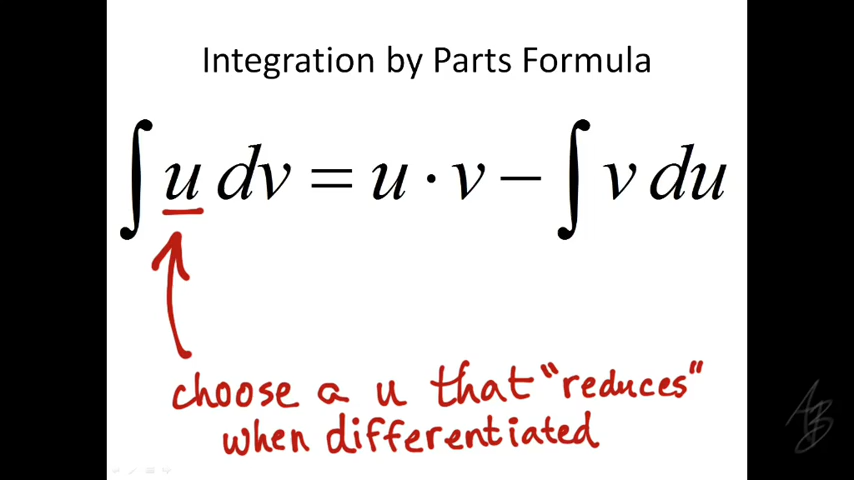 Integration by Parts Formula
∫ u dv = u · v − ∫ v du
choose a u that "reduces"
when differentiated